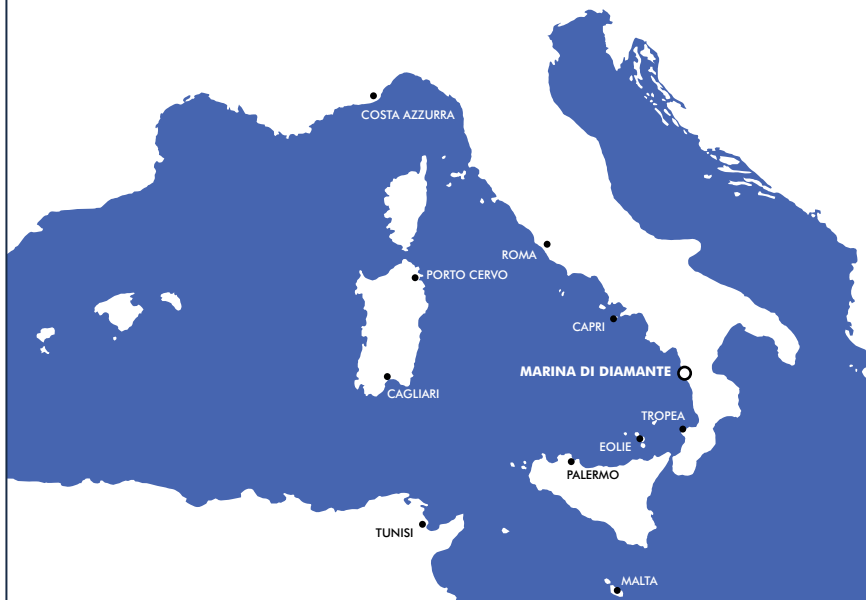 COSTA AZZURRA
ROMA
PORTO CERVO
CAPRI
MARINA DI DIAMANTE
CAGLIARI
TROPEA
EOLIE
PALERMO
TUNISI
MALTA